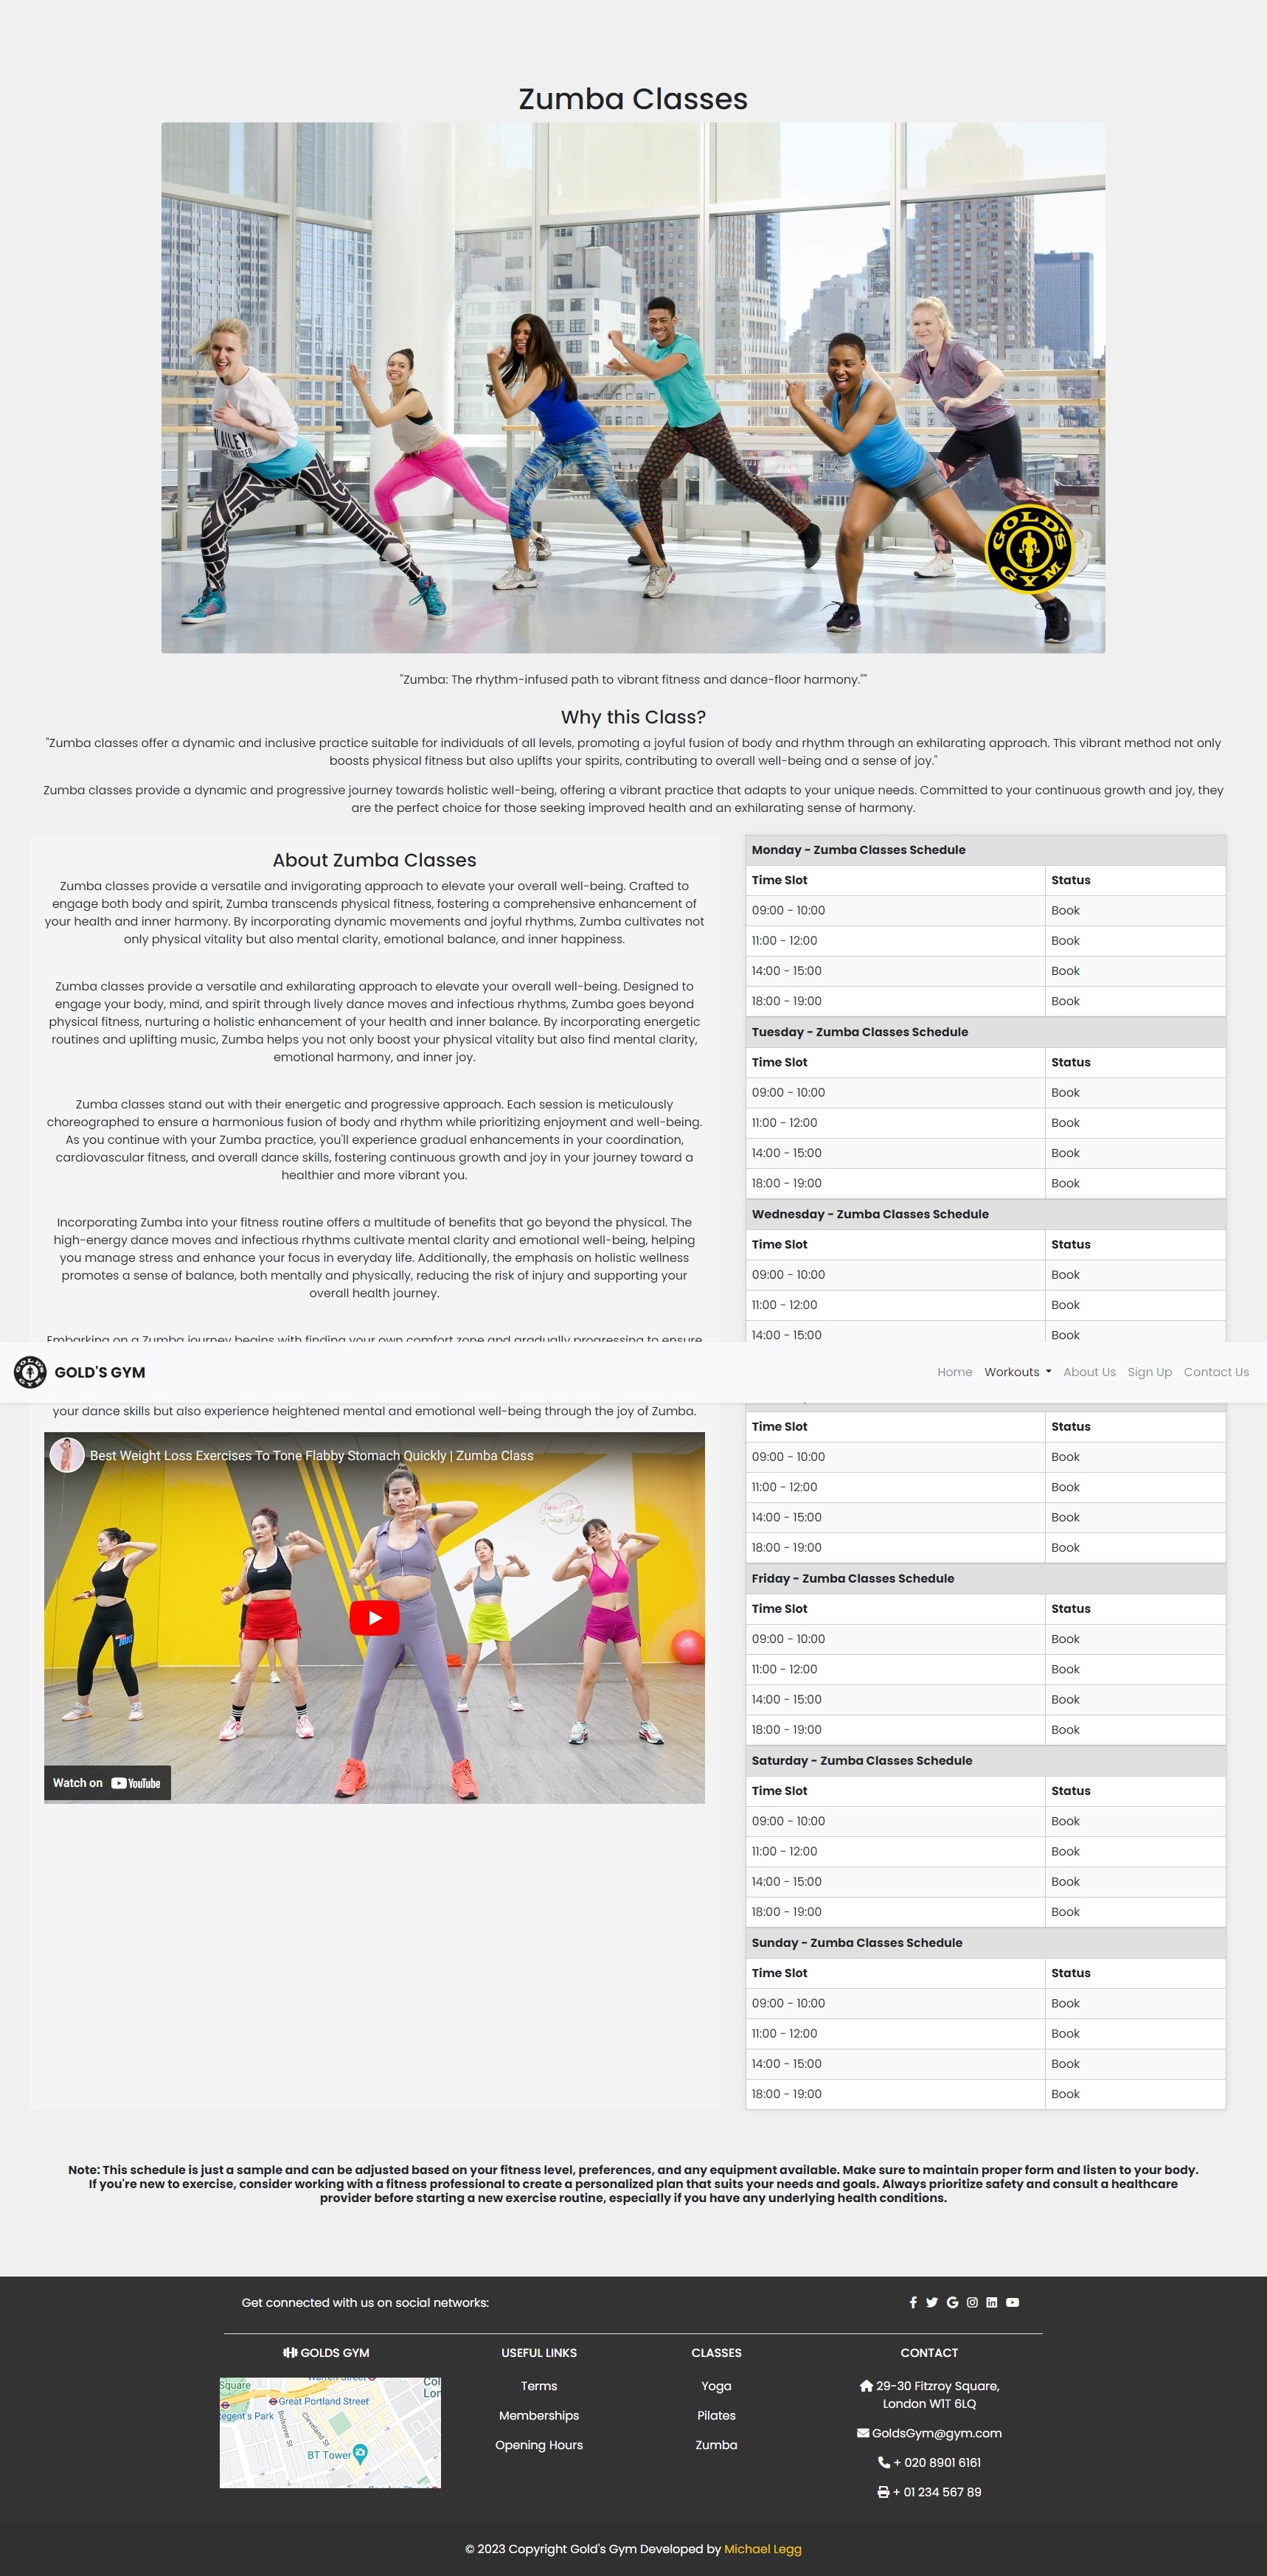 Zumba Classes
AILEY
GOLD'S
GYM
"Zumba: The rhythm-infused path to vibrant fitness and dance-floor harmony.""
Why this Class?
"Zumba classes offer a dynamic and inclusive practice suitable for individuals of all levels, promoting a joyful fusion of body and rhythm through an exhilarating approach. This vibrant method not only
boosts physical fitness but also uplifts your spirits, contributing to overall well-being and a sense of joy."
Zumba classes provide a dynamic and progressive journey towards holistic well-being, offering a vibrant practice that adapts to your unique needs. Committed to your continuous growth and joy, they
are the perfect choice for those seeking improved health and an exhilarating sense of harmony.
About Zumba Classes
Zumba classes provide a versatile and invigorating approach to elevate your overall well-being. Crafted to
engage both body and spirit, Zumba transcends physical fitness, fostering a comprehensive enhancement of
your health and inner harmony. By incorporating dynamic movements and joyful rhythms, Zumba cultivates not
only physical vitality but also mental clarity, emotional balance, and inner happiness.
Zumba classes provide a versatile and exhilarating approach to elevate your overall well-being. Designed to
engage your body, mind, and spirit through lively dance moves and infectious rhythms, Zumba goes beyond
physical fitness, nurturing a holistic enhancement of your health and inner balance. By incorporating energetic
routines and uplifting music, Zumba helps you not only boost your physical vitality but also find mental clarity,
emotional harmony, and inner joy.
Zumba classes stand out with their energetic and progressive approach. Each session is meticulously
choreographed to ensure a harmonious fusion of body and rhythm while prioritizing enjoyment and well-being.
As you continue with your Zumba practice, you'll experience gradual enhancements in your coordination,
cardiovascular fitness, and overall dance skills, fostering continuous growth and joy in your journey toward a
healthier and more vibrant you.
Incorporating Zumba into your fitness routine offers a multitude of benefits that go beyond the physical. The
high-energy dance moves and infectious rhythms cultivate mental clarity and emotional well-being, helping
you manage stress and enhance your focus in everyday life. Additionally, the emphasis on holistic wellness
promotes a sense of balance, both mentally and physically, reducing the risk of injury and supporting your
overall health journey.
Embarking on a Zumba journey begins with finding your own comfort zone and gradually progressing to ensure
GOLD'S GYM
Home Workouts About Us Sign Up Contact Us
your dance skills but also experience heightened mental and emotional well-being through the joy of Zumba.
Best Weight Loss Exercises To Tone Flabby Stomach Quickly | Zumba Class
Watch on YouTube
Monday - Zumba Classes Schedule
Time Slot Status
09:00 - 10:00 Book
11:00 - 12:00 Book
14:00 - 15:00 Book
18:00 - 19:00 Book
Tuesday - Zumba Classes Schedule
Time Slot Status
09:00 - 10:00 Book
11:00 - 12:00 Book
14:00 - 15:00 Book
18:00 - 19:00 Book
Wednesday - Zumba Classes Schedule
Time Slot Status
09:00 - 10:00 Book
11:00 - 12:00 Book
14:00 - 15:00 Book
Time Slot Status
09:00 - 10:00 Book
11:00 - 12:00 Book
14:00 - 15:00 Book
18:00 - 19:00 Book
Friday - Zumba Classes Schedule
Time Slot Status
09:00 - 10:00 Book
11:00 - 12:00 Book
14:00 - 15:00 Book
18:00 - 19:00 Book
Saturday - Zumba Classes Schedule
Time Slot Status
09:00 - 10:00 Book
11:00 - 12:00 Book
14:00 - 15:00 Book
18:00 - 19:00 Book
Sunday - Zumba Classes Schedule
Time Slot Status
09:00 - 10:00 Book
11:00 - 12:00 Book
14:00 - 15:00 Book
18:00 - 19:00 Book
Note: This schedule is just a sample and can be adjusted based on your fitness level, preferences, and any equipment available. Make sure to maintain proper form and listen to your body.
If you're new to exercise, consider working with a fitness professional to create a personalized plan that suits your needs and goals. Always prioritize safety and consult a healthcare
provider before starting a new exercise routine, especially if you have any underlying health conditions.
Get connected with us on social networks:
GOLDS GYM
Square
Great Portland Street
egent's Park
Bolsover St
Cleveland St
BT Tower
USEFUL LINKS
Terms
Memberships
Opening Hours
CLASSES
Yoga
Pilates
Zumba
CONTACT
29-30 Fitzroy Square,
London W1T 6LQ
GoldsGym@gym.com
+ 020 8901 6161
+ 01 234 567 89
© 2023 Copyright Gold's Gym Developed by Michael Legg